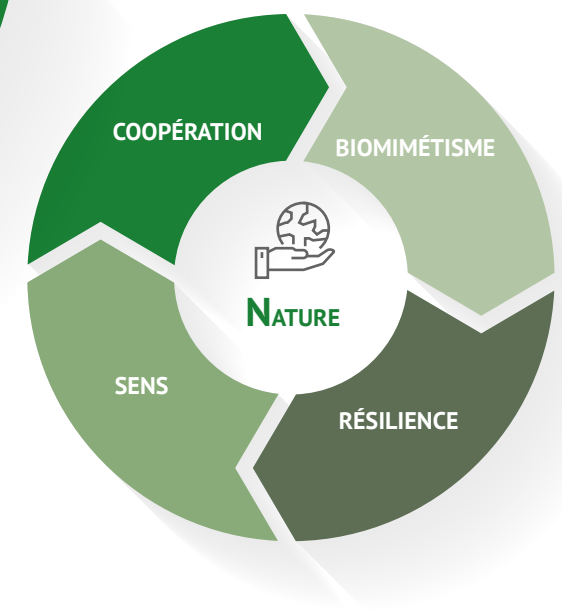 COOPÉRATION
BIOMIMÉTISME
NATURE
SENS
RÉSILIENCE